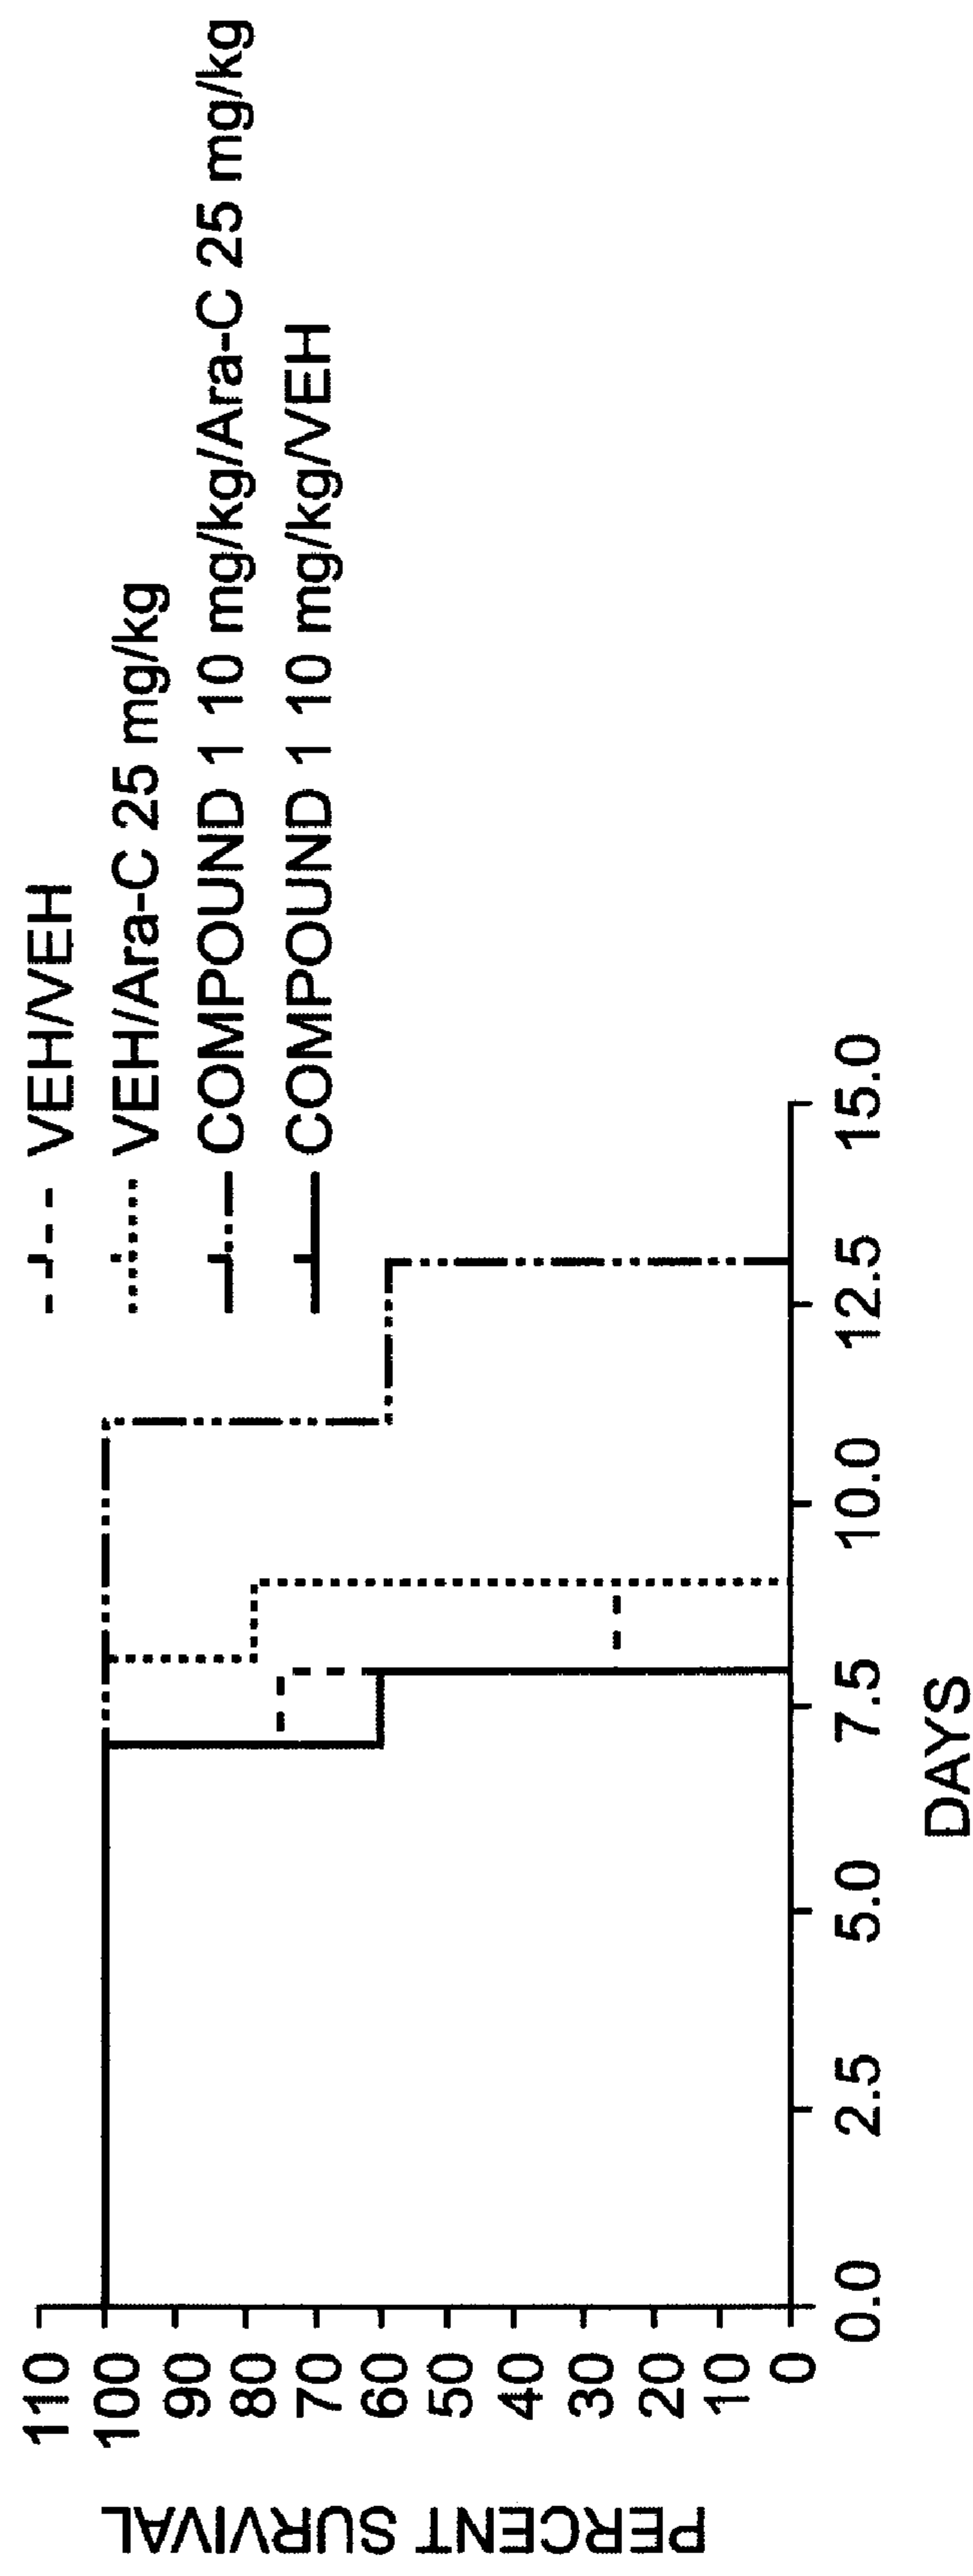 VEH/VEH
VEH/Ara-C 25 mg/kg
COMPOUND 1 10 mg/kg/Ara-C 25 mg/kg
COMPOUND 1 10 mg/kg/VEH
PERCENT SURVIVAL
110
100
90
80
70
60
50
40
30
20
10
0
0.0 2.5 5.0 7.5 10.0 12.5 15.0
DAYS